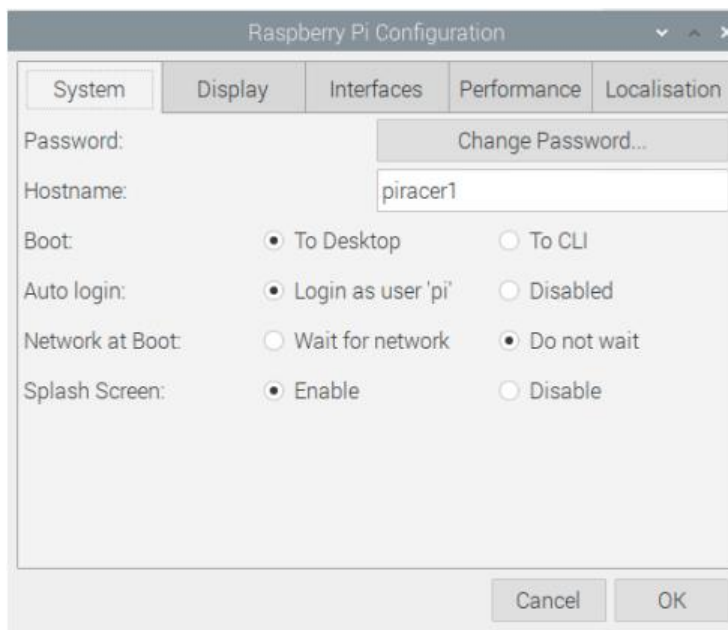 Raspberry Pi Configuration
System Display Interfaces Performance Localisation
Password: Change Password...
Hostname: piracer1
Boot: To Desktop To CLI
Auto login: Login as user 'pi' Disabled
Network at Boot: Wait for network Do not wait
Splash Screen: Enable Disable
Cancel OK